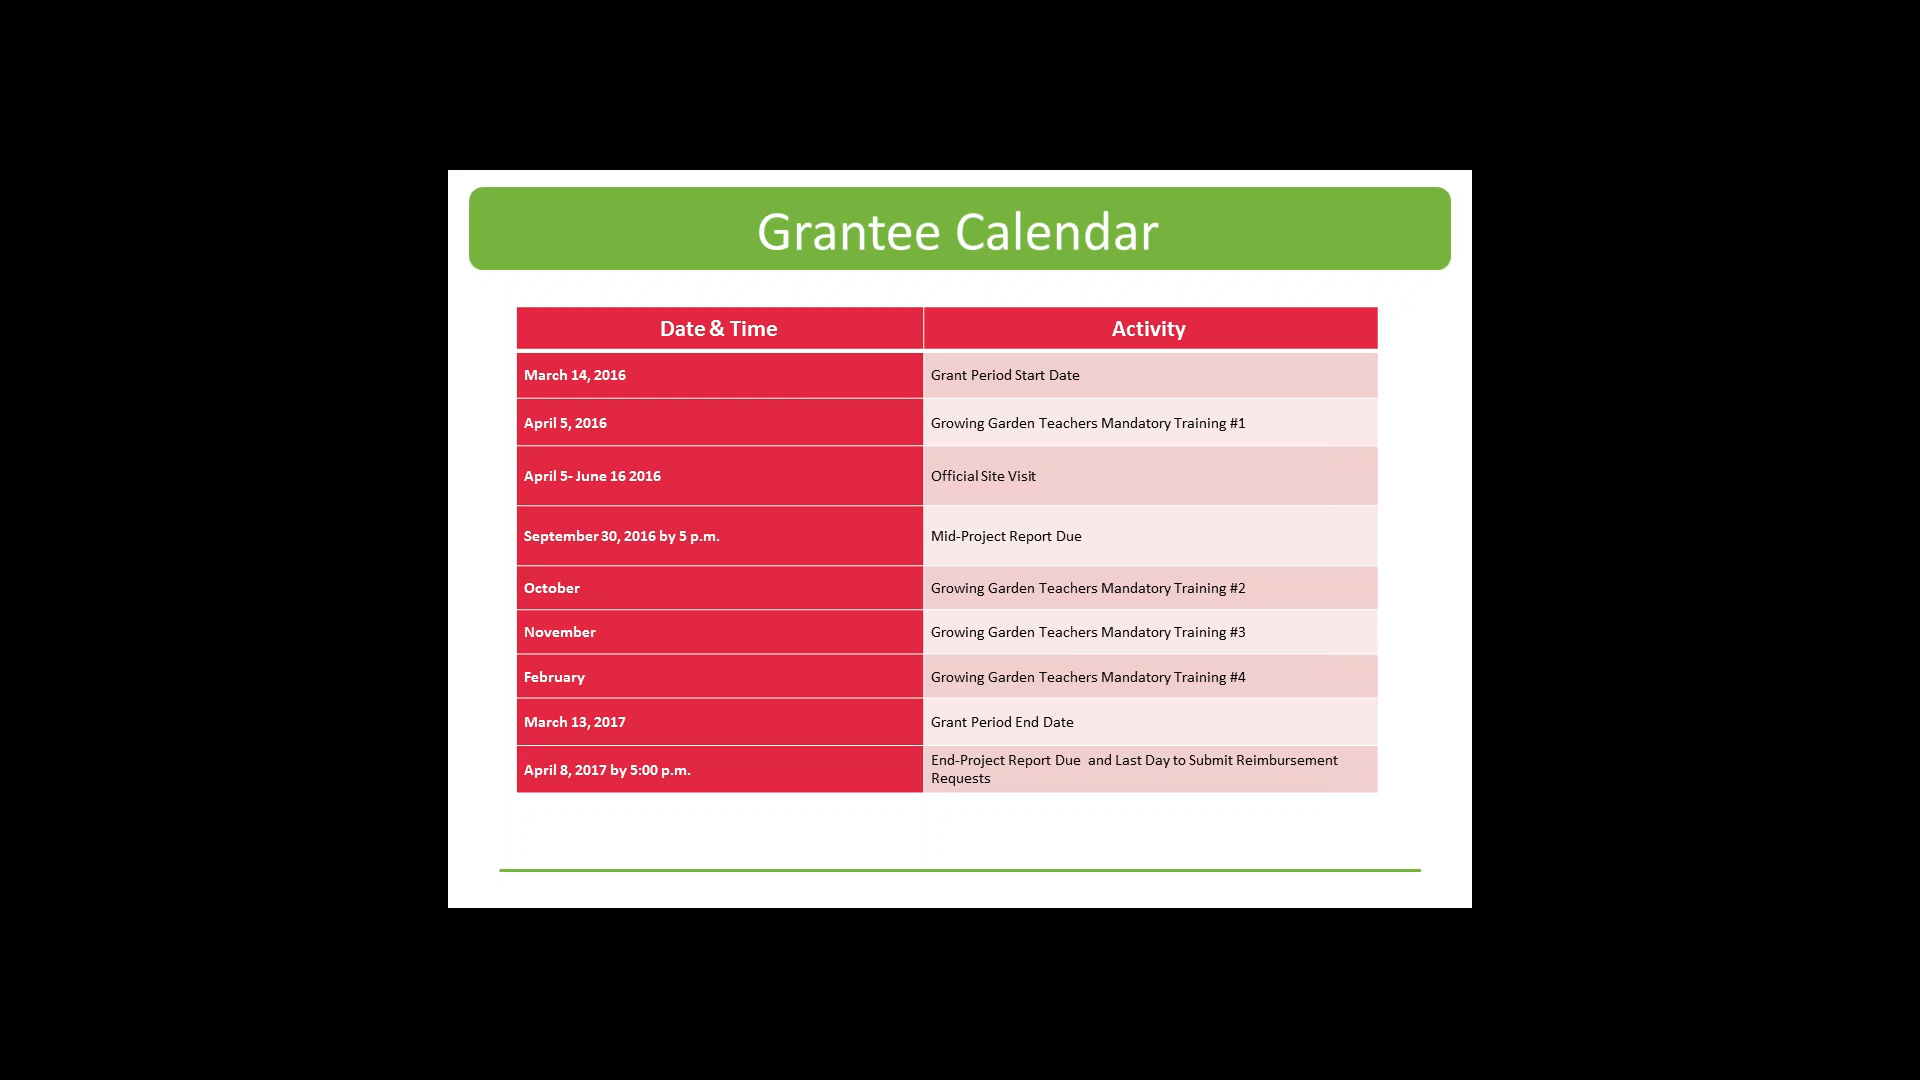 Grantee Calendar
Date & Time Activity
March 14, 2016 Grant Period Start Date
April 5, 2016 Growing Garden Teachers Mandatory Training #1
April 5- June 16 2016 Official Site Visit
September 30, 2016 by 5 p.m. Mid-Project Report Due
October Growing Garden Teachers Mandatory Training #2
November Growing Garden Teachers Mandatory Training #3
February Growing Garden Teachers Mandatory Training #4
March 13, 2017 Grant Period End Date
April 8, 2017 by 5:00 p.m. End-Project Report Due and Last Day to Submit Reimbursement
Requests